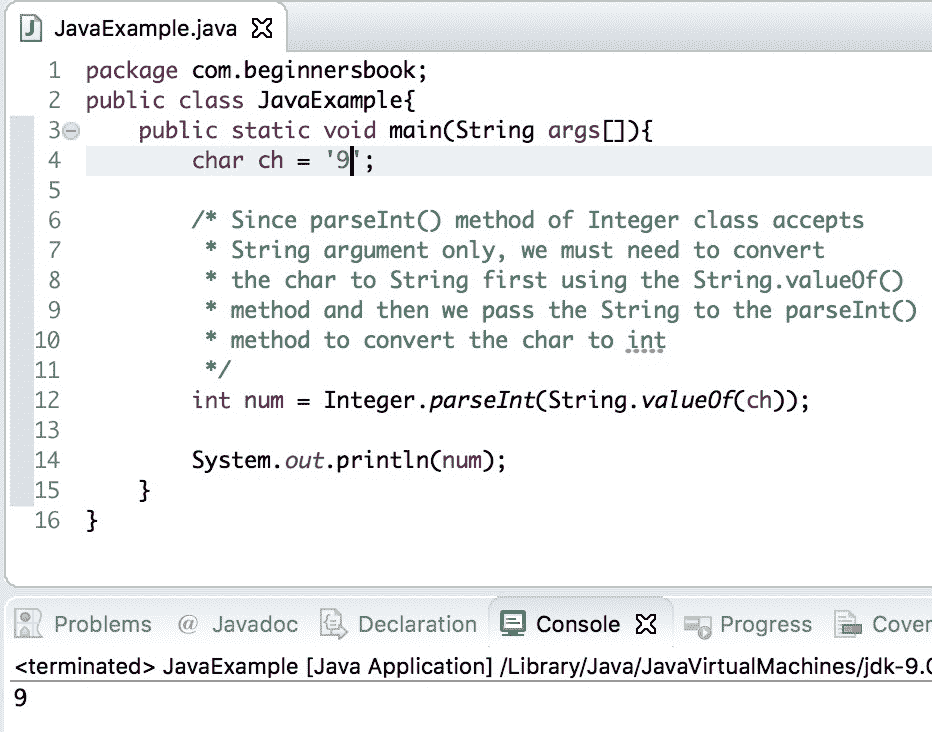 JavaExample.java
1 package com.beginnersbook;
2 public class JavaExample{
3 public static void main(String args[]){
4 char ch = '9';
5
6 /* Since parseInt() method of Integer class accepts
7 * String argument only, we must need to convert
8 * the char to String first using the String.valueOf()
9 * method and then we pass the String to the parseInt()
10 * method to convert the char to int
11 */
12 int num = Integer.parseInt(String.valueOf(ch));
13
14 System.out.println(num);
15 }
16 }
Problems @ Javadoc Declaration Console Progress Cover
<terminated> JavaExample [Java Application] /Library/Java/JavaVirtualMachines/jdk-9.0
9